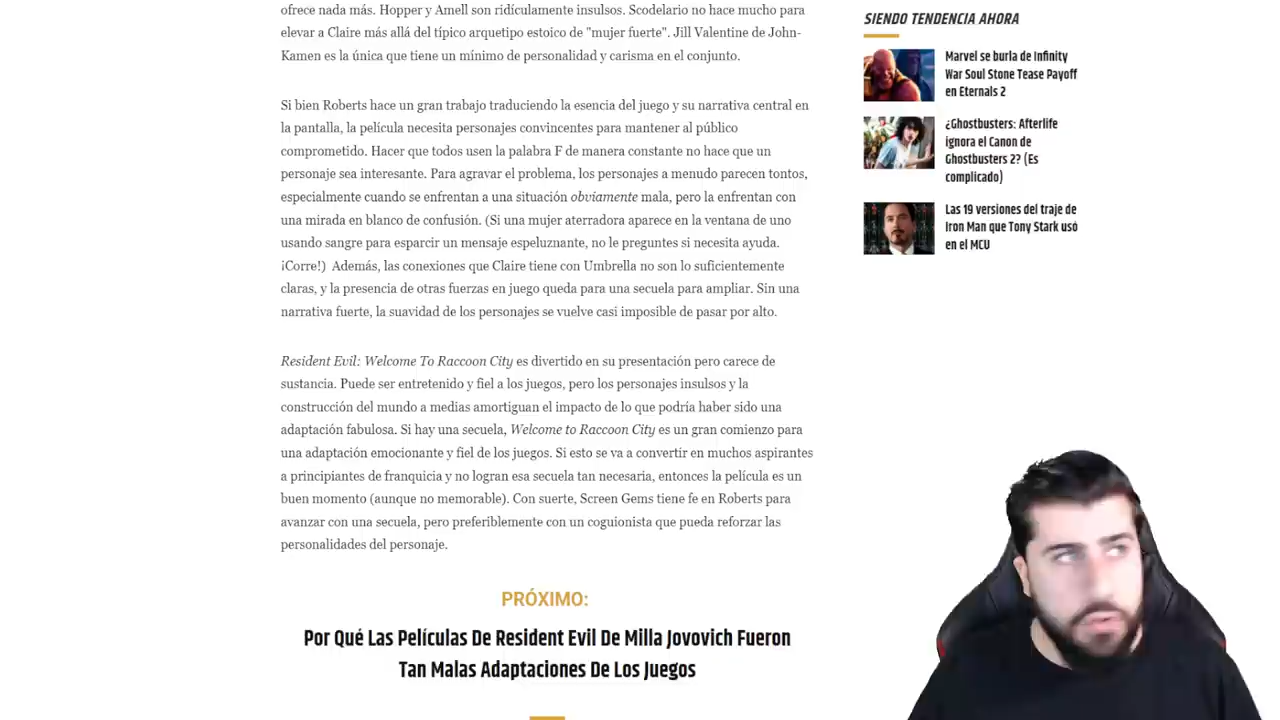 ofrece nada más. Hopper y Amell son ridículamente insulsos. Scodelario no hace mucho para
elevar a Claire más allá del típico arquetipo estoico de "mujer fuerte". Jill Valentine de John-
Kamen es la única que tiene un mínimo de personalidad y carisma en el conjunto.
Si bien Roberts hace un gran trabajo traduciendo la esencia del juego y su narrativa central en
la pantalla, la película necesita personajes convincentes para mantener al público
comprometido. Hacer que todos usen la palabra F de manera constante no hace que un
personaje sea interesante. Para agravar el problema, los personajes a menudo parecen tontos,
especialmente cuando se enfrentan a una situación obviamente mala, pero la enfrentan con
una mirada en blanco de confusión. (Si una mujer aterradora aparece en la ventana de uno
usando sangre para esparcir un mensaje espeluznante, no le preguntes si necesita ayuda.
¡Corre!) Además, las conexiones que Claire tiene con Umbrella no son lo suficientemente
claras, y la presencia de otras fuerzas en juego queda para una secuela para ampliar. Sin una
narrativa fuerte, la suavidad de los personajes se vuelve casi imposible de pasar por alto.
Resident Evil: Welcome To Raccoon City es divertido en su presentación pero carece de
sustancia. Puede ser entretenido y fiel a los juegos, pero los personajes insulsos y la
construcción del mundo a medias amortiguan el impacto de lo que podría haber sido una
adaptación fabulosa. Si hay una secuela, Welcome to Raccoon City es un gran comienzo para
una adaptación emocionante y fiel de los juegos. Si esto se va a convertir en muchos aspirantes
a principiantes de franquicia y no logran esa secuela tan necesaria, entonces la película es un
buen momento (aunque no memorable). Con suerte, Screen Gems tiene fe en Roberts para
avanzar con una secuela, pero preferiblemente con un coguionista que pueda reforzar las
personalidades del personaje.
PRÓXIMO:
Por Qué Las Películas De Resident Evil De Milla Jovovich Fueron
Tan Malas Adaptaciones De Los Juegos
SIENDO TENDENCIA AHORA
Marvel se burla de Infinity
War Soul Stone Tease Payoff
en Eternals 2
¿Ghostbusters: Afterlife
ignora el Canon de
Ghostbusters 2? (Es
complicado)
Las 19 versiones del traje de
Iron Man que Tony Stark usó
en el MCU